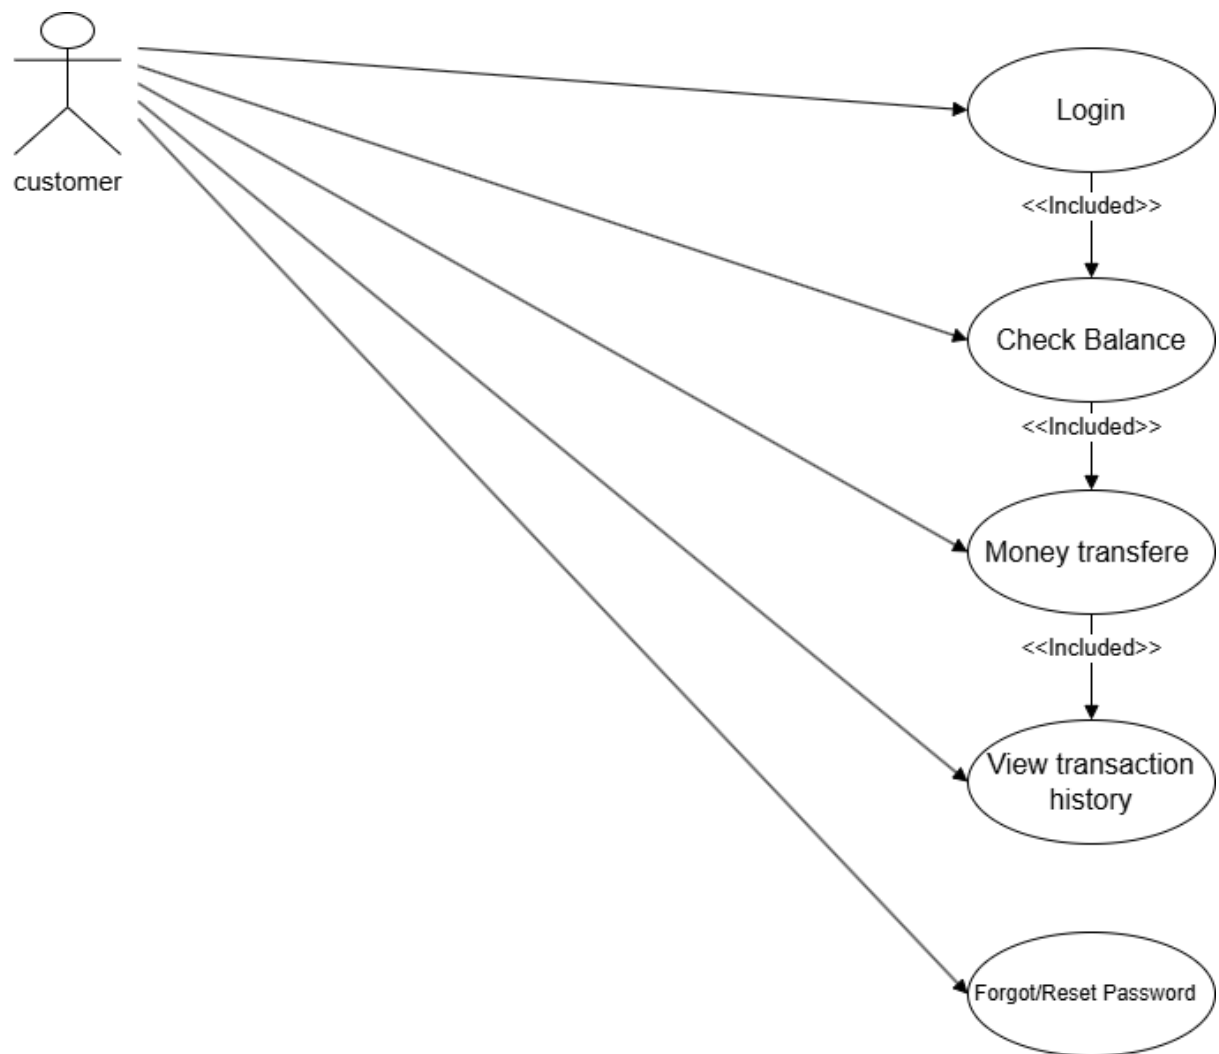 Login
customer
<<Included>>
Check Balance
<<Included>>
Money transfere
<<Included>>
View transaction
history
Forgot/Reset Password